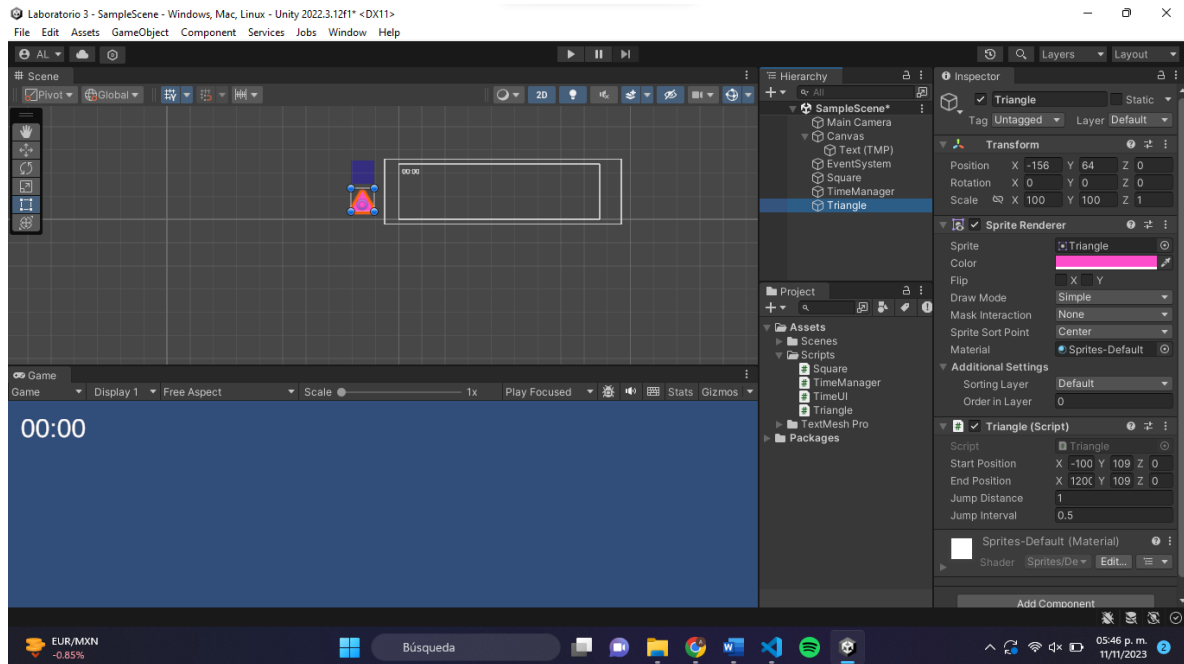 Laboratorio 3 - SampleScene - Windows, Mac, Linux - Unity 2022.3.12f1* <DX11>
File Edit Assets GameObject Component Services Jobs Window Help
AL Layers Layout
Scene
Pivot Global 2D
00:00
Game
Game Display 1 Free Aspect Scale 1x Play Focused Stats Gizmos
00:00
Hierarchy
All
SampleScene*
Main Camera
Canvas
Text (TMP)
EventSystem
Square
TimeManager
Triangle
Project
Assets
Scenes
Scripts
Square
TimeManager
TimeUI
Triangle
TextMesh Pro
Packages
Inspector
Triangle Static
Tag Untagged Layer Default
Transform
Position X -156 Y 64 Z 0
Rotation X 0 Y 0 Z 0
Scale X 100 Y 100 Z 1
Sprite Renderer
Sprite Triangle
Color
Flip X Y
Draw Mode Simple
Mask Interaction None
Sprite Sort Point Center
Material Sprites-Default
Additional Settings
Sorting Layer Default
Order in Layer 0
Triangle (Script)
Script Triangle
Start Position X -100 Y 109 Z 0
End Position X 1200 Y 109 Z 0
Jump Distance 1
Jump Interval 0.5
Sprites-Default (Material)
Shader Sprites/De Edit...
Add Component
EUR/MXN
-0.85%
Búsqueda
05:46 p. m.
11/11/2023
2